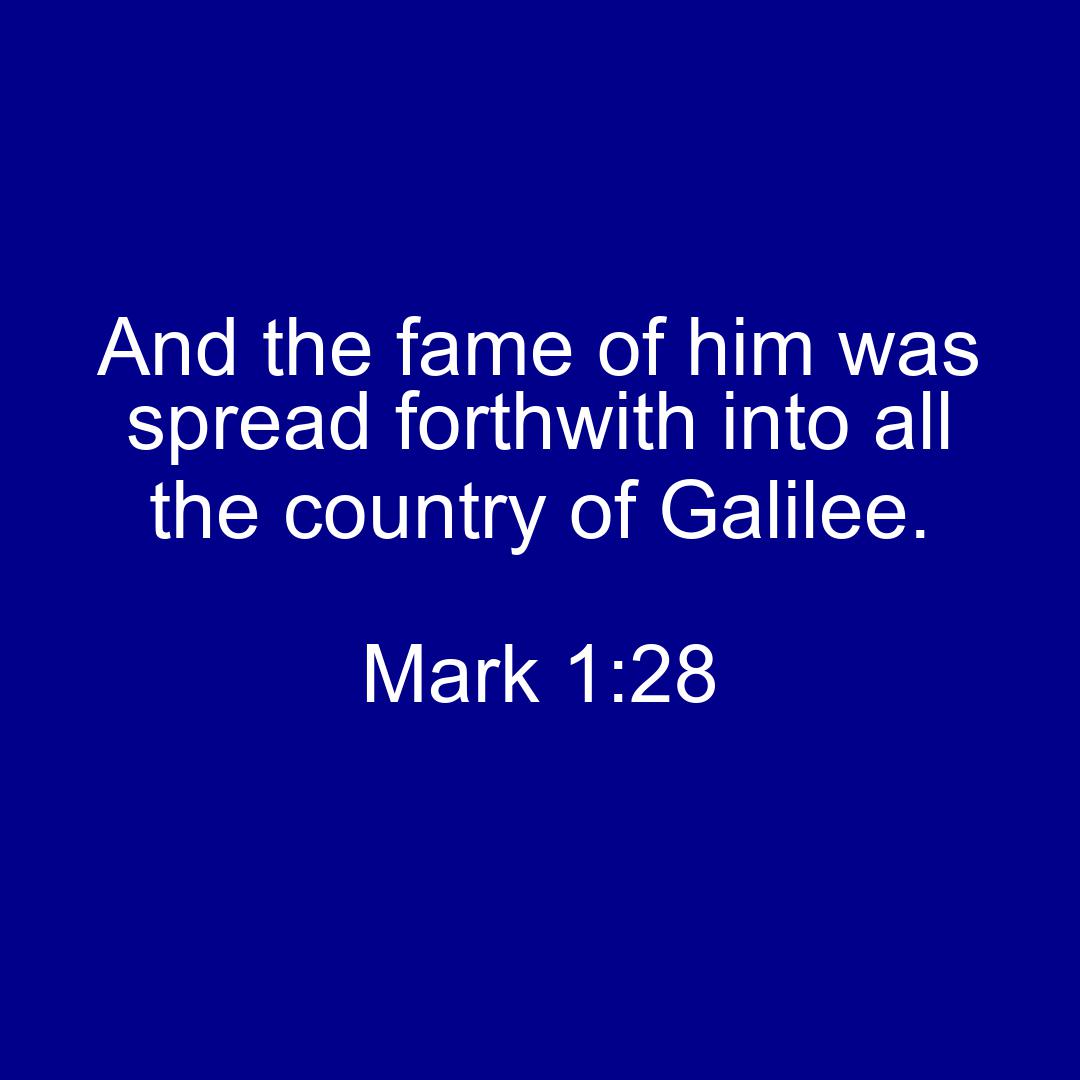 And the fame of him was
spread forthwith into all
the country of Galilee.
Mark 1:28